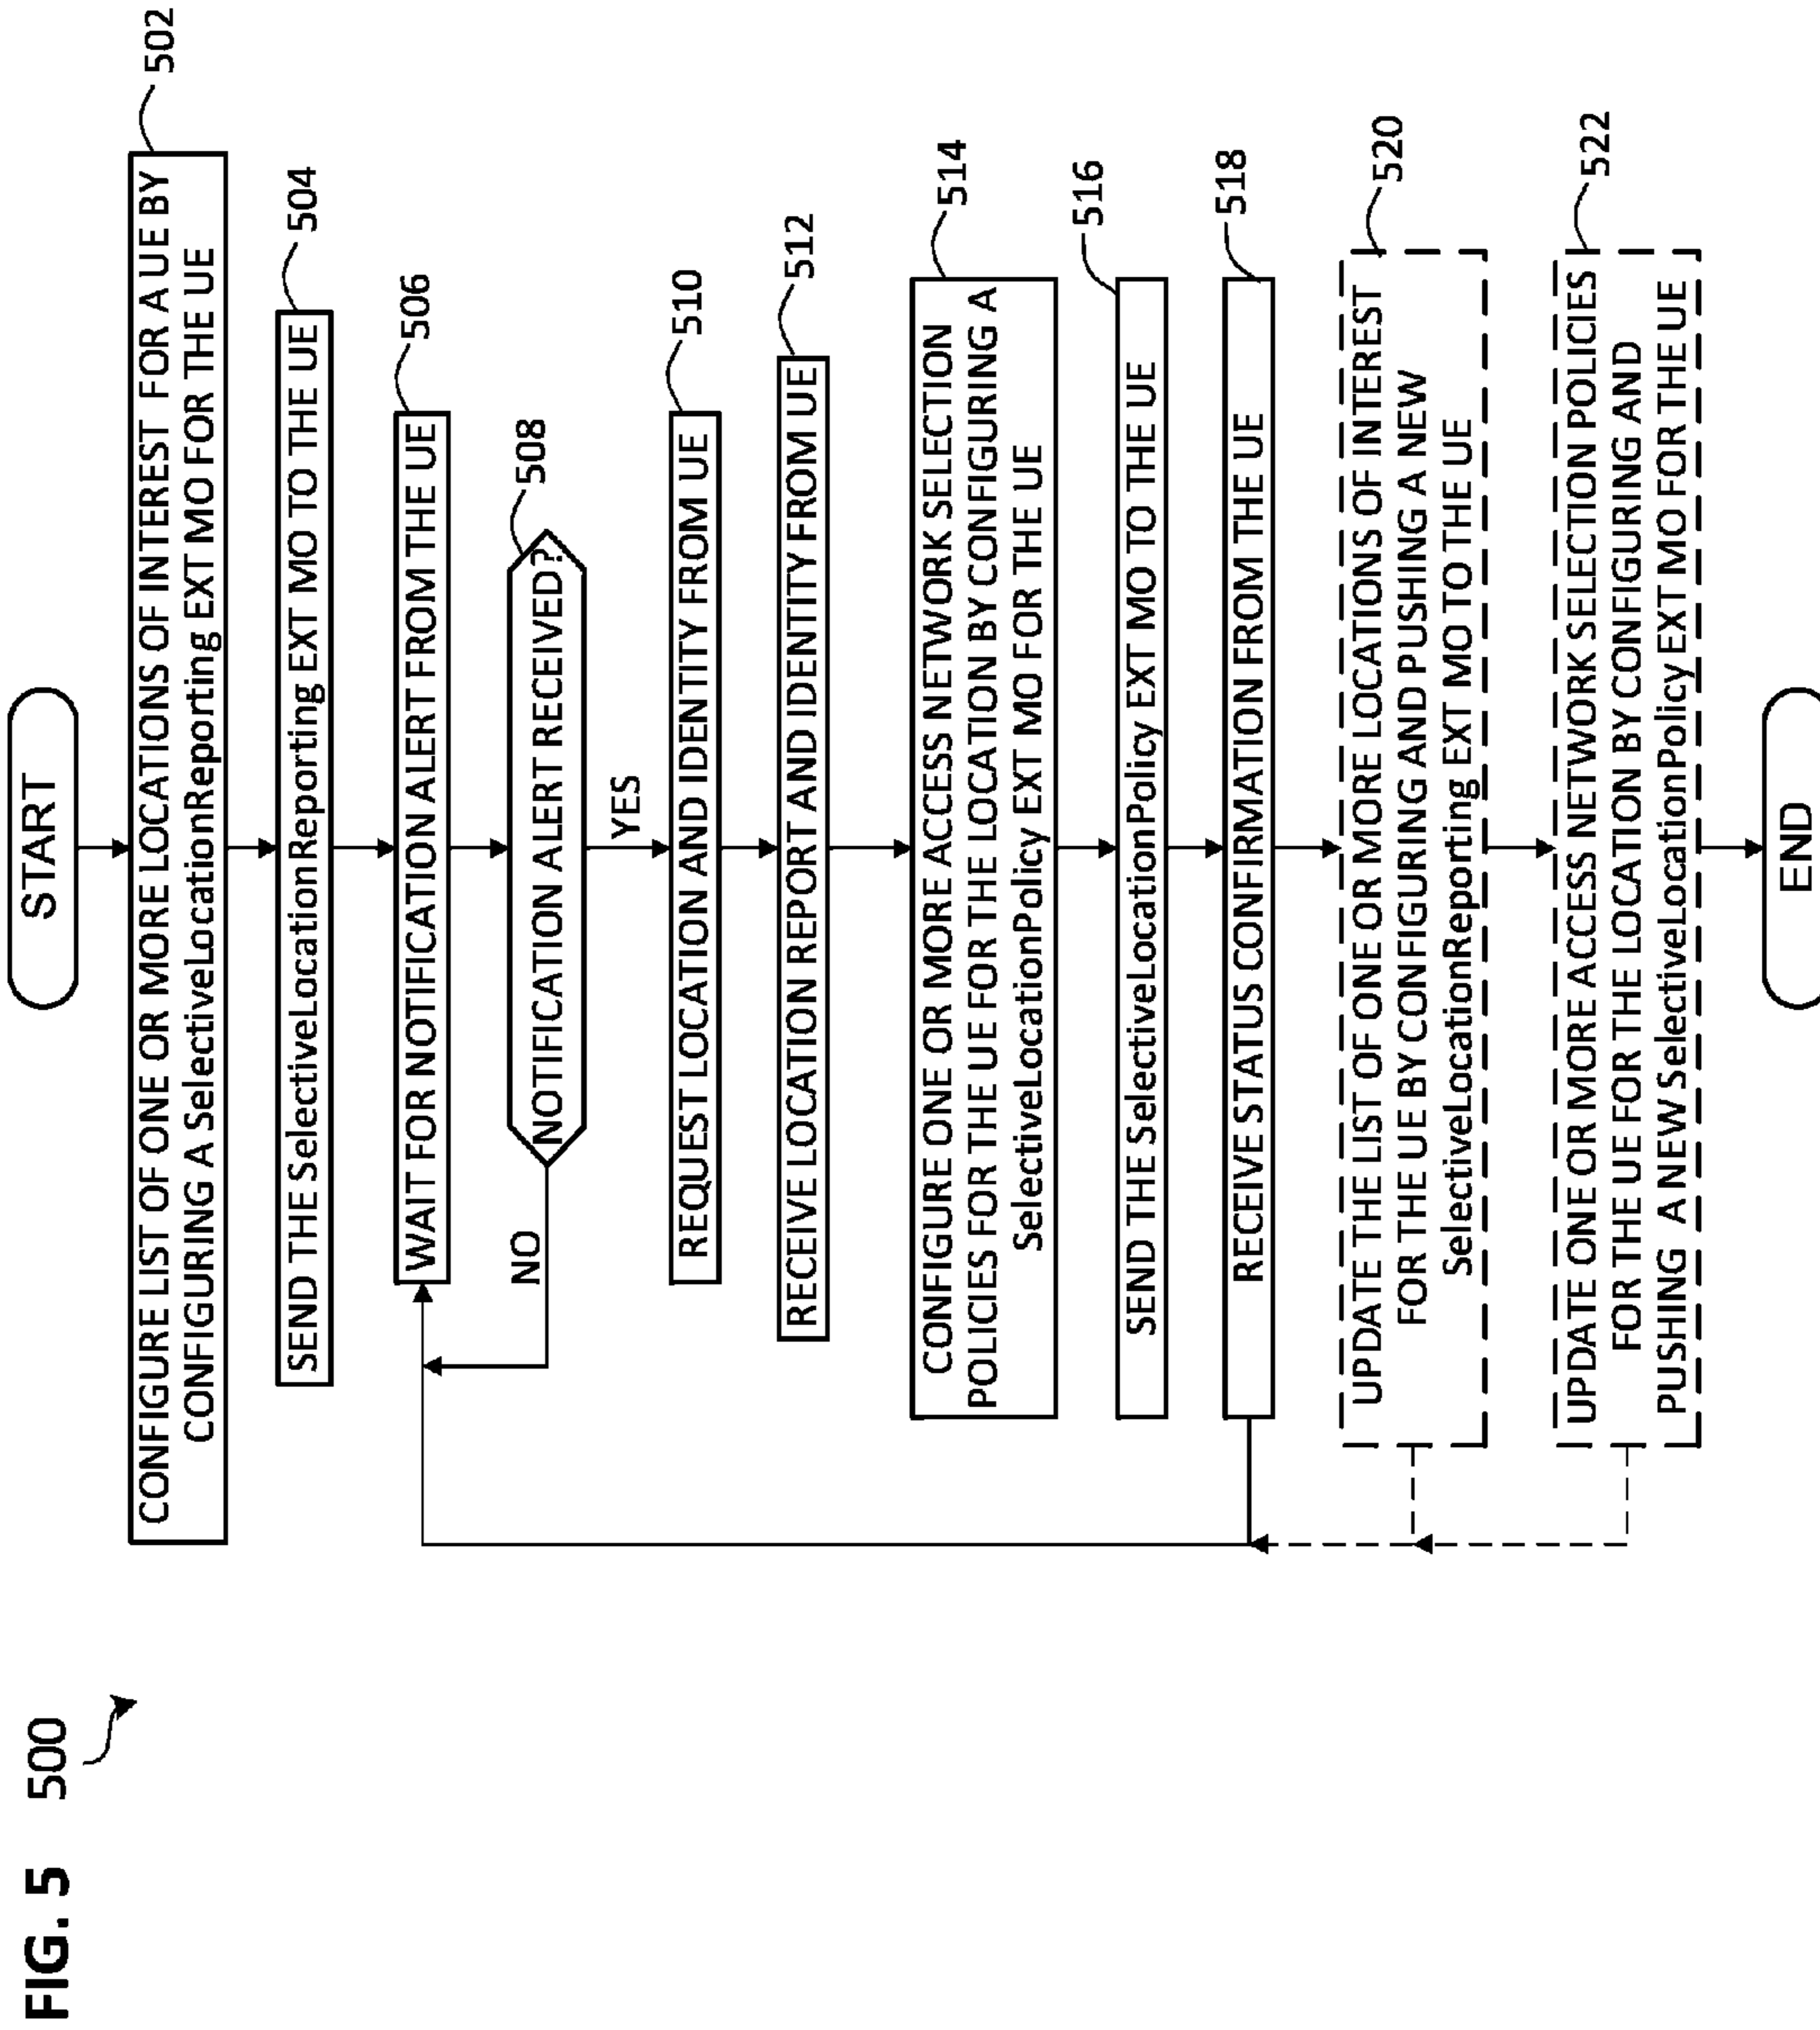 FIG. 5 500
START
CONFIGURE LIST OF ONE OR MORE LOCATIONS OF INTEREST FOR A UE BY
CONFIGURING A SelectiveLocationReporting EXT MO FOR THE UE
502
SEND THE SelectiveLocationReporting EXT MO TO THE UE
504
WAIT FOR NOTIFICATION ALERT FROM THE UE
506
NOTIFICATION ALERT RECEIVED?
508
NO
YES
REQUEST LOCATION AND IDENTITY FROM UE
510
RECEIVE LOCATION REPORT AND IDENTITY FROM UE
512
CONFIGURE ONE OR MORE ACCESS NETWORK SELECTION
POLICIES FOR THE UE FOR THE LOCATION BY CONFIGURING A
SelectiveLocationPolicy EXT MO FOR THE UE
514
SEND THE SelectiveLocationPolicy EXT MO TO THE UE
516
RECEIVE STATUS CONFIRMATION FROM THE UE
518
UPDATE THE LIST OF ONE OR MORE LOCATIONS OF INTEREST
FOR THE UE BY CONFIGURING AND PUSHING A NEW
SelectiveLocationReporting EXT MO TO THE UE
520
UPDATE ONE OR MORE ACCESS NETWORK SELECTION POLICIES
FOR THE UE FOR THE LOCATION BY CONFIGURING AND
PUSHING A NEW SelectiveLocationPolicy EXT MO FOR THE UE
522
END